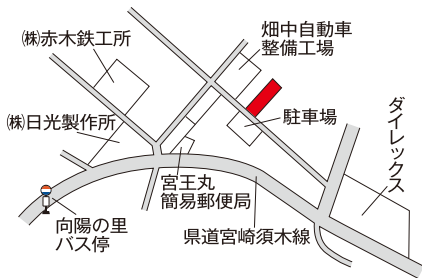 ㈱赤木鉄工所
畑中自動車
整備工場
㈱日光製作所
駐車場
ダイレックス
宮王丸
簡易郵便局
向陽の里
バス停
県道宮崎須木線